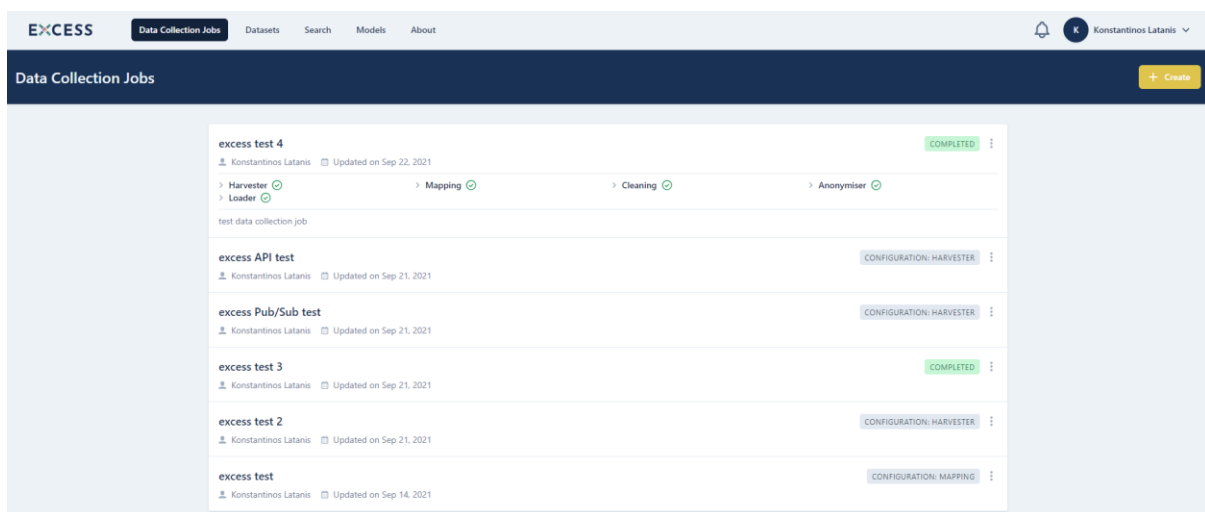 EXCESS Data Collection Jobs Datasets Search Models About K Konstantinos Latanis
Data Collection Jobs + Create
excess test 4 COMPLETED
Konstantinos Latanis Updated on Sep 22, 2021
> Harvester > Mapping > Cleaning > Anonymiser
> Loader
test data collection job
excess API test CONFIGURATION: HARVESTER
Konstantinos Latanis Updated on Sep 21, 2021
excess Pub/Sub test CONFIGURATION: HARVESTER
Konstantinos Latanis Updated on Sep 21, 2021
excess test 3 COMPLETED
Konstantinos Latanis Updated on Sep 21, 2021
excess test 2 CONFIGURATION: HARVESTER
Konstantinos Latanis Updated on Sep 21, 2021
excess test CONFIGURATION: MAPPING
Konstantinos Latanis Updated on Sep 14, 2021